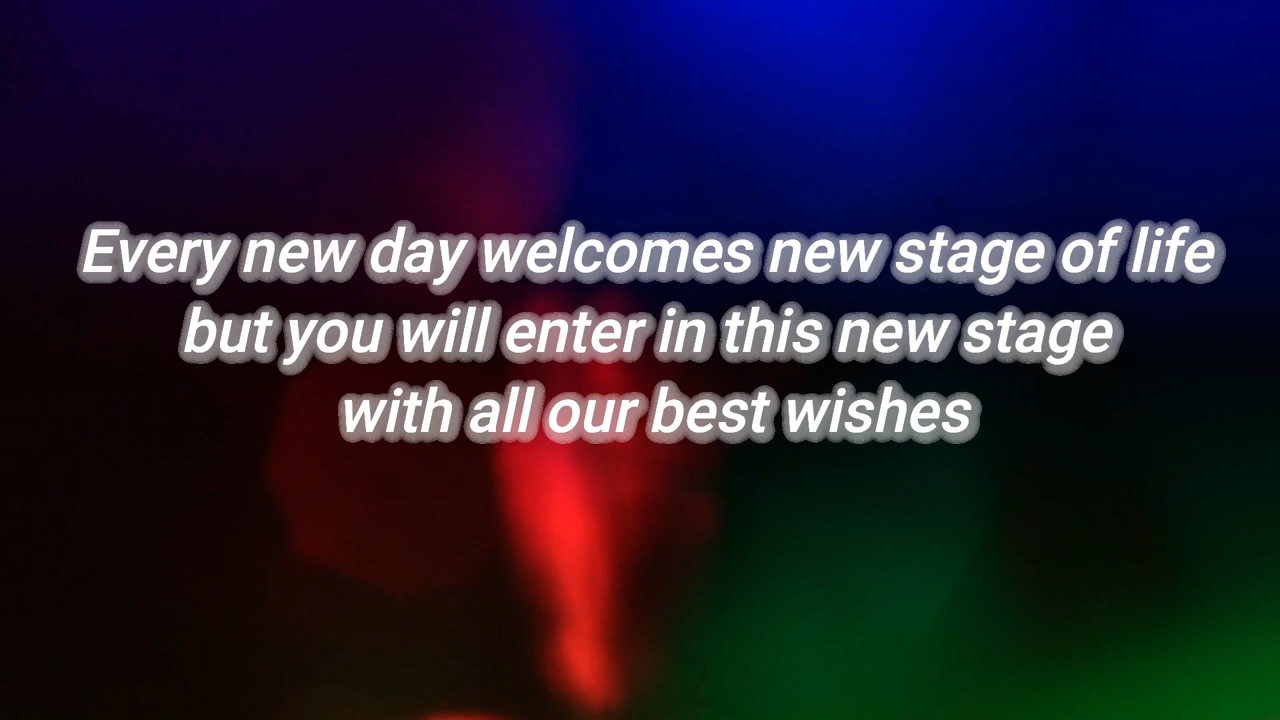 Every new day welcomes new stage of life
but you will enter in this new stage
with all our best wishes